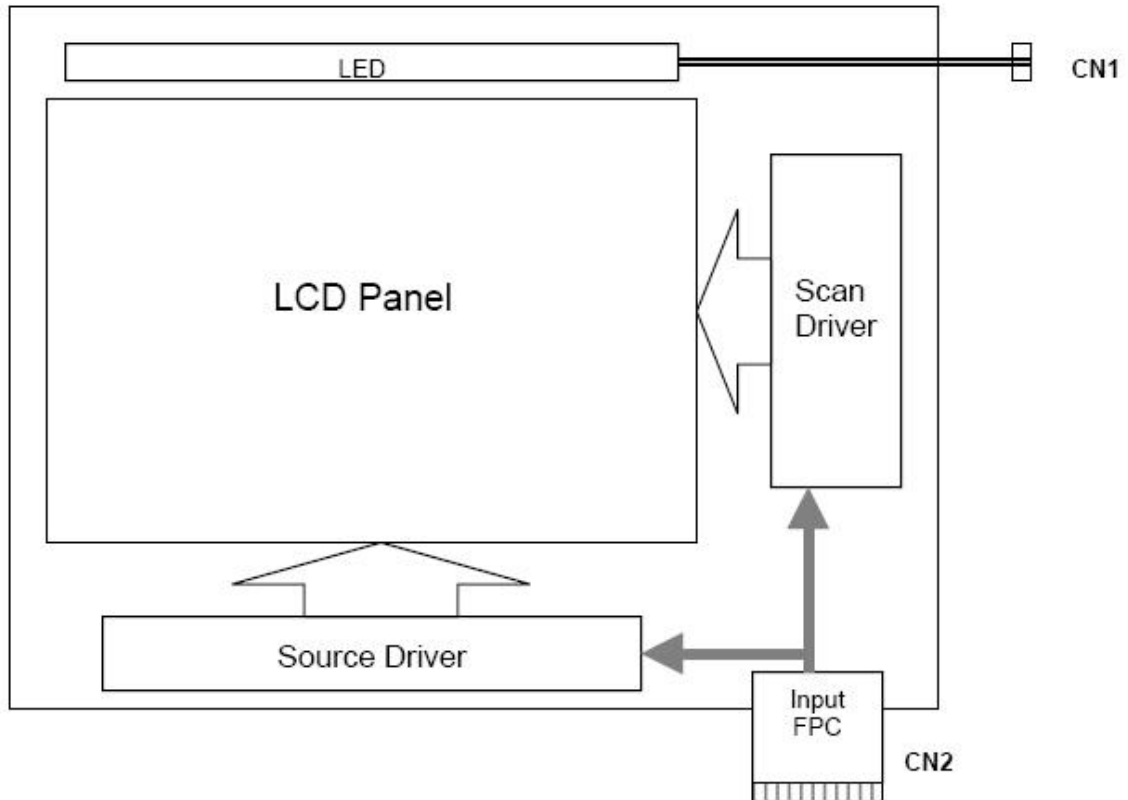 LED
CN1
LCD Panel
Scan
Driver
Source Driver
Input
FPC
CN2